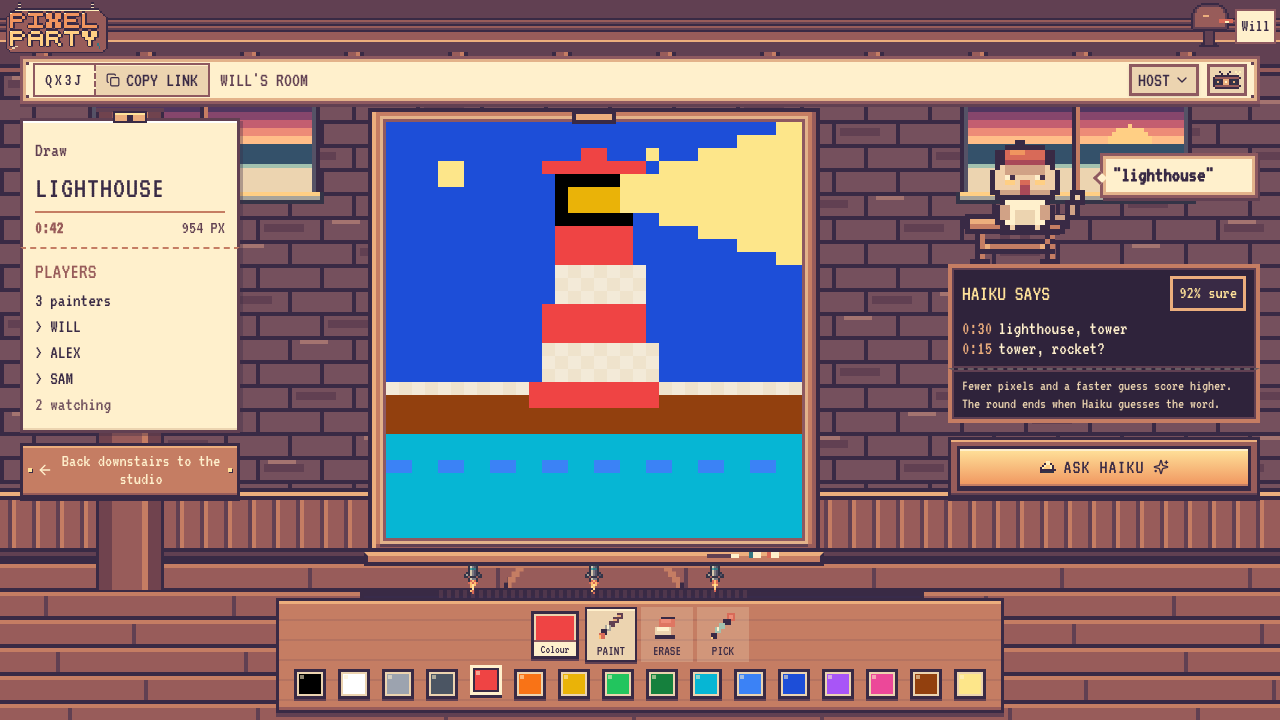 PIXEL
PARTY
Will
QX3J
COPY LINK
WILL'S ROOM
HOST
Draw
LIGHTHOUSE
0:42
954 PX
PLAYERS
3 painters
WILL
ALEX
SAM
2 watching
Back downstairs to the
studio
"lighthouse"
HAIKU SAYS
92% sure
0:30 lighthouse, tower
0:15 tower, rocket?
Fewer pixels and a faster guess score higher.
The round ends when Haiku guesses the word.
ASK HAIKU
Colour
PAINT
ERASE
PICK